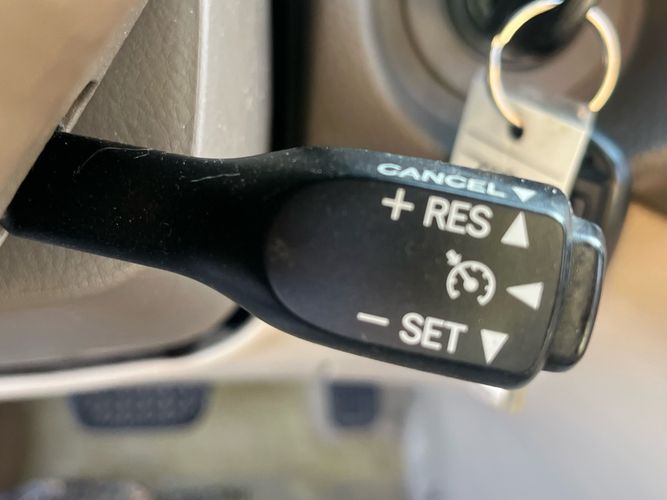 CANCEL ▼
+ RES ▲
◀
- SET ▼